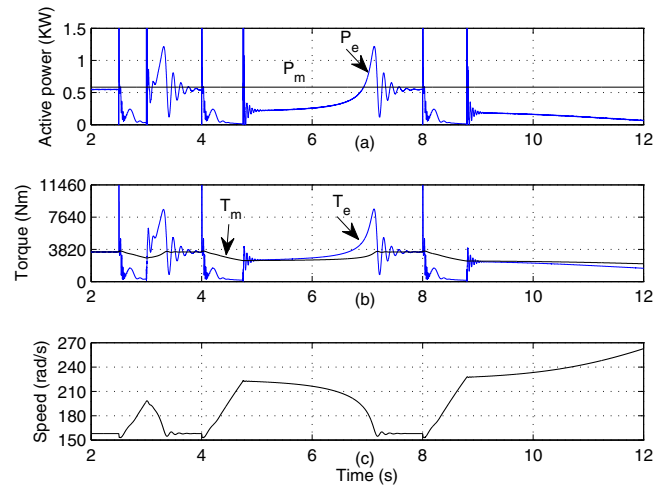 Active power (KW)
1.5
1
0.5
0
P_m
P_e
2 4 6 8 10 12
(a)
Torque (Nm)
11460
7640
3820
0
T_m
T_e
2 4 6 8 10 12
(b)
Speed (rad/s)
270
240
210
180
150
2 4 6 8 10 12
(c)
Time (s)